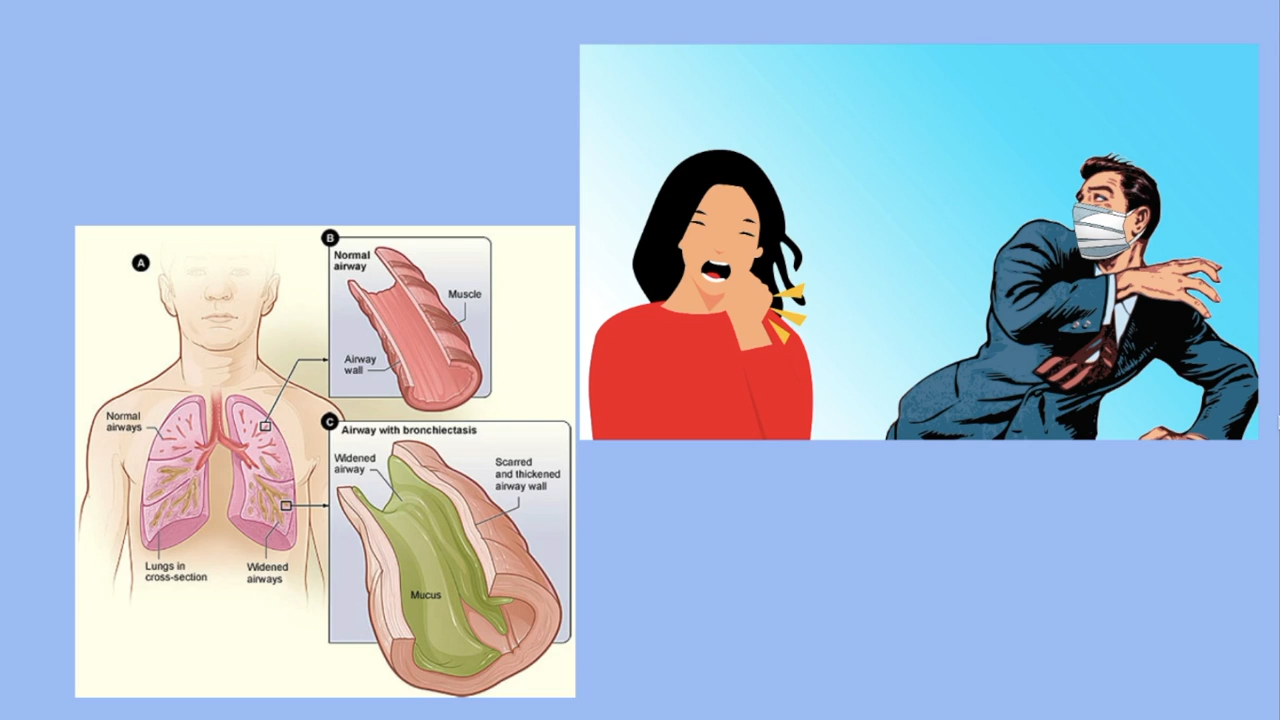 A
B
Normal
airway
Muscle
Airway
wall
Normal
airways
C
Airway with bronchiectasis
Widened
airway
Scarred
and thickened
airway wall
Lungs in
cross-section
Widened
airways
Mucus